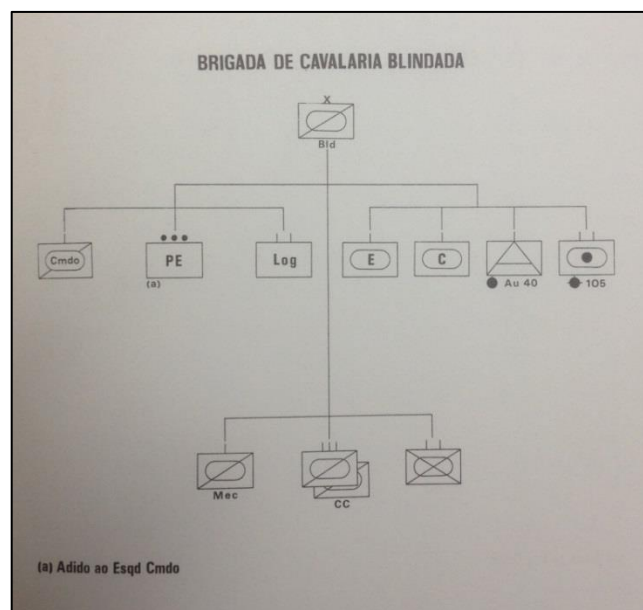 BRIGADA DE CAVALARIA BLINDADA
X
Bld
Cmdo
PE
Log
E
C
(a)
Au 40
105
Mec
CC
(a) Adido ao Esqd Cmdo